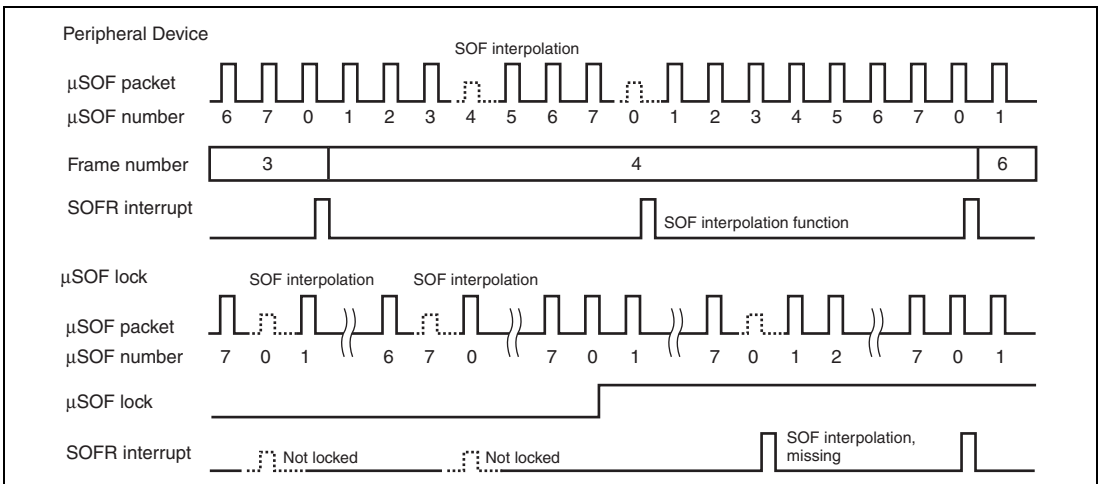 Peripheral Device
SOF interpolation
μSOF packet
μSOF number 6 7 0 1 2 3 4 5 6 7 0 1 2 3 4 5 6 7 0 1
Frame number 3 4 6
SOFR interrupt
SOF interpolation function
μSOF lock
SOF interpolation SOF interpolation
μSOF packet
μSOF number 7 0 1 6 7 0 7 0 1 7 0 1 2 7 0 1
μSOF lock
SOFR interrupt Not locked Not locked SOF interpolation,
missing